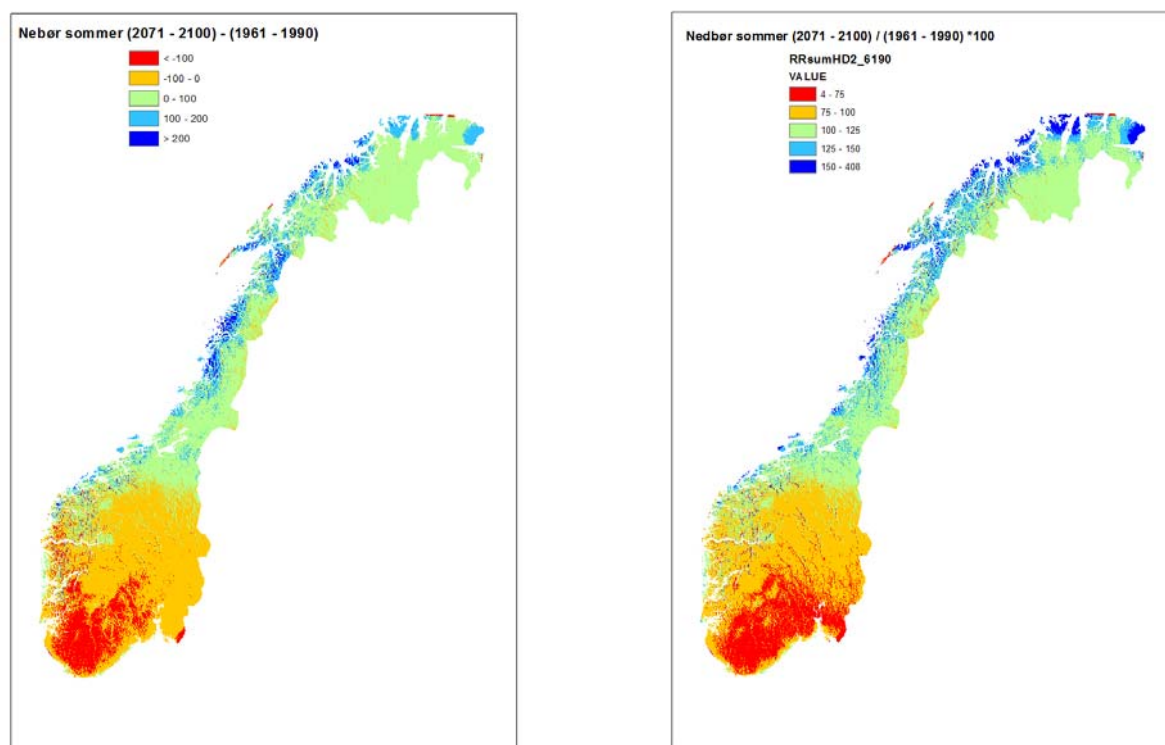 Nebør sommer (2071 - 2100) - (1961 - 1990)
< -100
-100 - 0
0 - 100
100 - 200
> 200
Nedbør sommer (2071 - 2100) / (1961 - 1990) *100
RRsumHD2_6190
VALUE
4 - 75
75 - 100
100 - 125
125 - 150
150 - 408